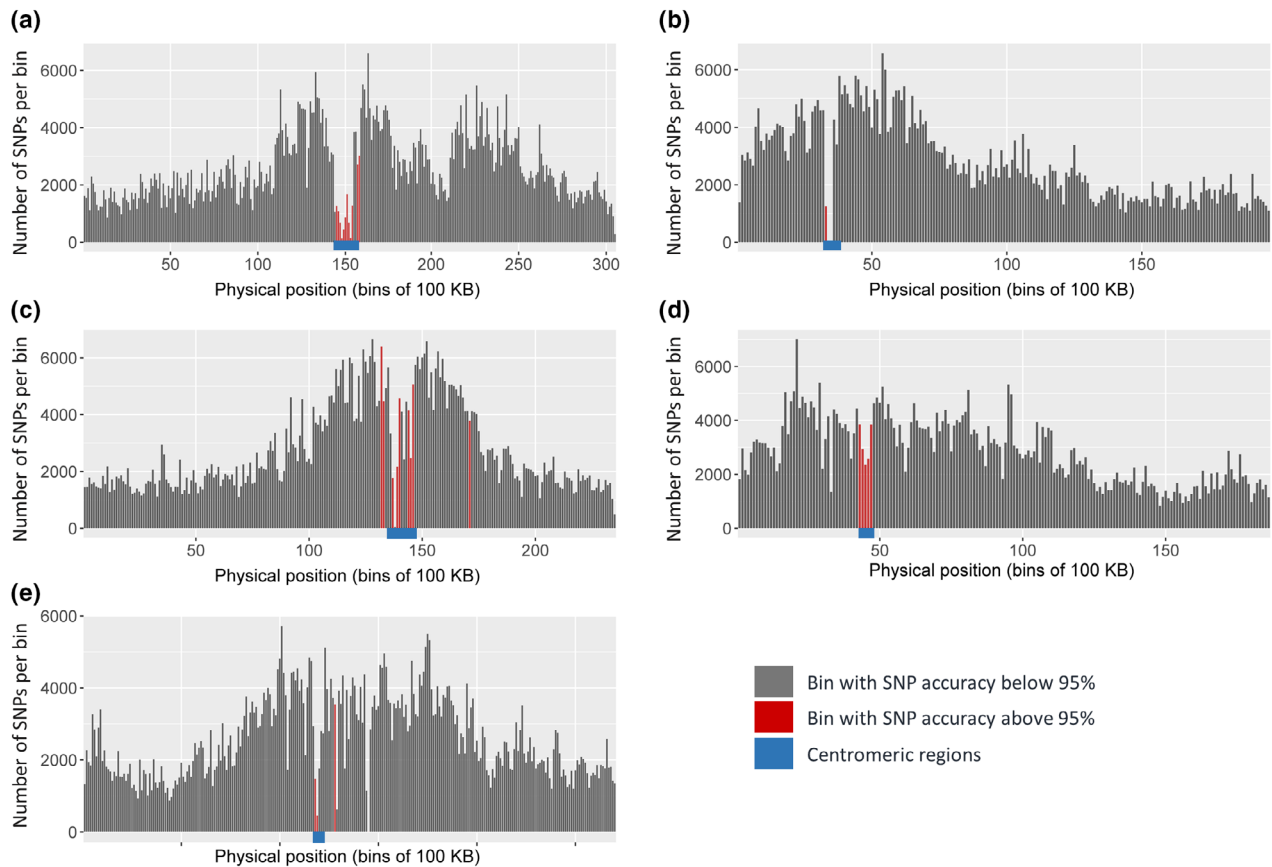 (a)
Number of SNPs per bin
6000
4000
2000
0
50 100 150 200 250 300
Physical position (bins of 100 KB)
(b)
Number of SNPs per bin
6000
4000
2000
0
50 100 150
Physical position (bins of 100 KB)
(c)
Number of SNPs per bin
6000
4000
2000
0
50 100 150 200
Physical position (bins of 100 KB)
(d)
Number of SNPs per bin
6000
4000
2000
0
50 100 150
Physical position (bins of 100 KB)
(e)
Number of SNPs per bin
6000
4000
2000
0
Physical position (bins of 100 KB)
Bin with SNP accuracy below 95%
Bin with SNP accuracy above 95%
Centromeric regions